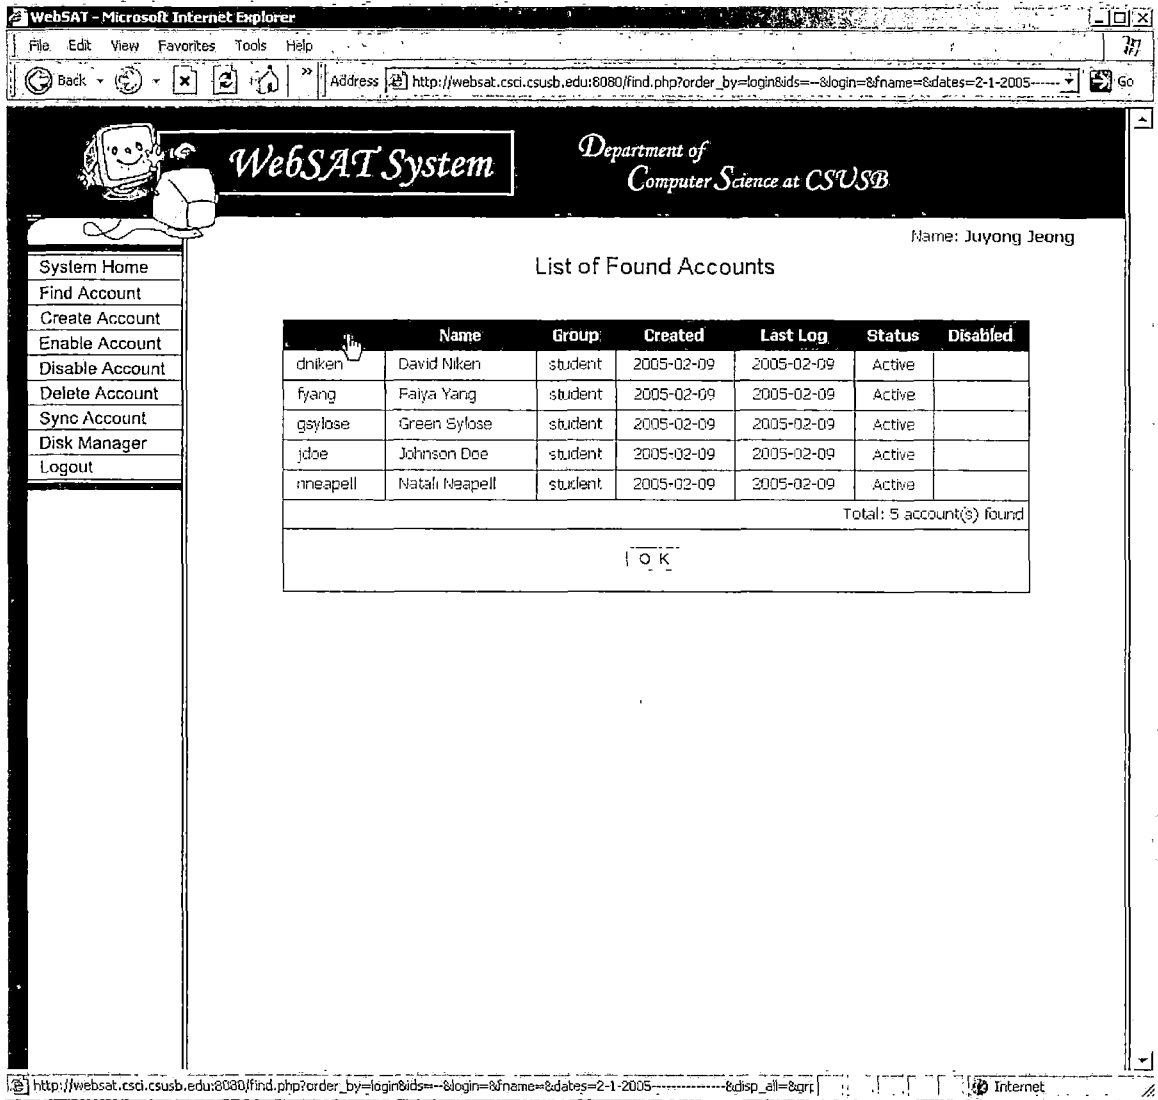 WebSAT - Microsoft Internet Explorer
File Edit View Favorites Tools Help
Back Address http://websat.csci.csusb.edu:8080/find.php?order_by=login&ids=--&login=&fname=&dates=2-1-2005------ Go
WebSAT System
Department of
Computer Science at CSUSB
Name: Juyong Jeong
System Home
Find Account
Create Account
Enable Account
Disable Account
Delete Account
Sync Account
Disk Manager
Logout
List of Found Accounts
Name Group Created Last Log Status Disabled
dniken David Niken student 2005-02-09 2005-02-09 Active
fyang Faiya Yang student 2005-02-09 2005-02-09 Active
gsylose Green Sylose student 2005-02-09 2005-02-09 Active
jdoe Johnson Doe student 2005-02-09 2005-02-09 Active
nneapell Natali Neapell student 2005-02-09 2005-02-09 Active
Total: 5 account(s) found
O K
http://websat.csci.csusb.edu:8080/find.php?order_by=login&ids=--&login=&fname=&dates=2-1-2005---------------&disp_all=&grp Internet